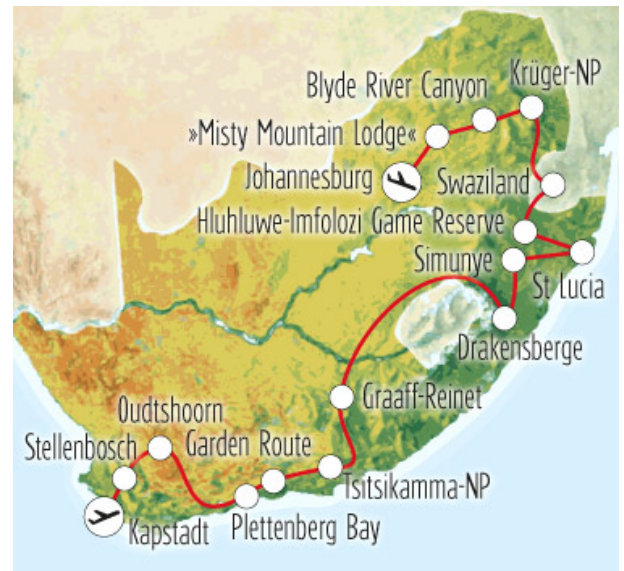 Krüger-NP
Blyde River Canyon
»Misty Mountain Lodge«
Johannesburg
Swaziland
Hluhluwe-Imfolozi Game Reserve
Simunye
St Lucia
Drakensberge
Graaff-Reinet
Oudtshoorn
Stellenbosch
Garden Route
Tsitsikamma-NP
Plettenberg Bay
Kapstadt